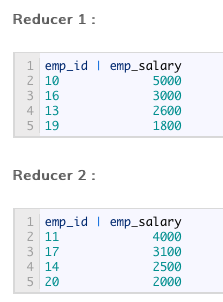 Reducer 1 :
1 emp_id | emp_salary
2 10 5000
3 16 3000
4 13 2600
5 19 1800
Reducer 2 :
1 emp_id | emp_salary
2 11 4000
3 17 3100
4 14 2500
5 20 2000